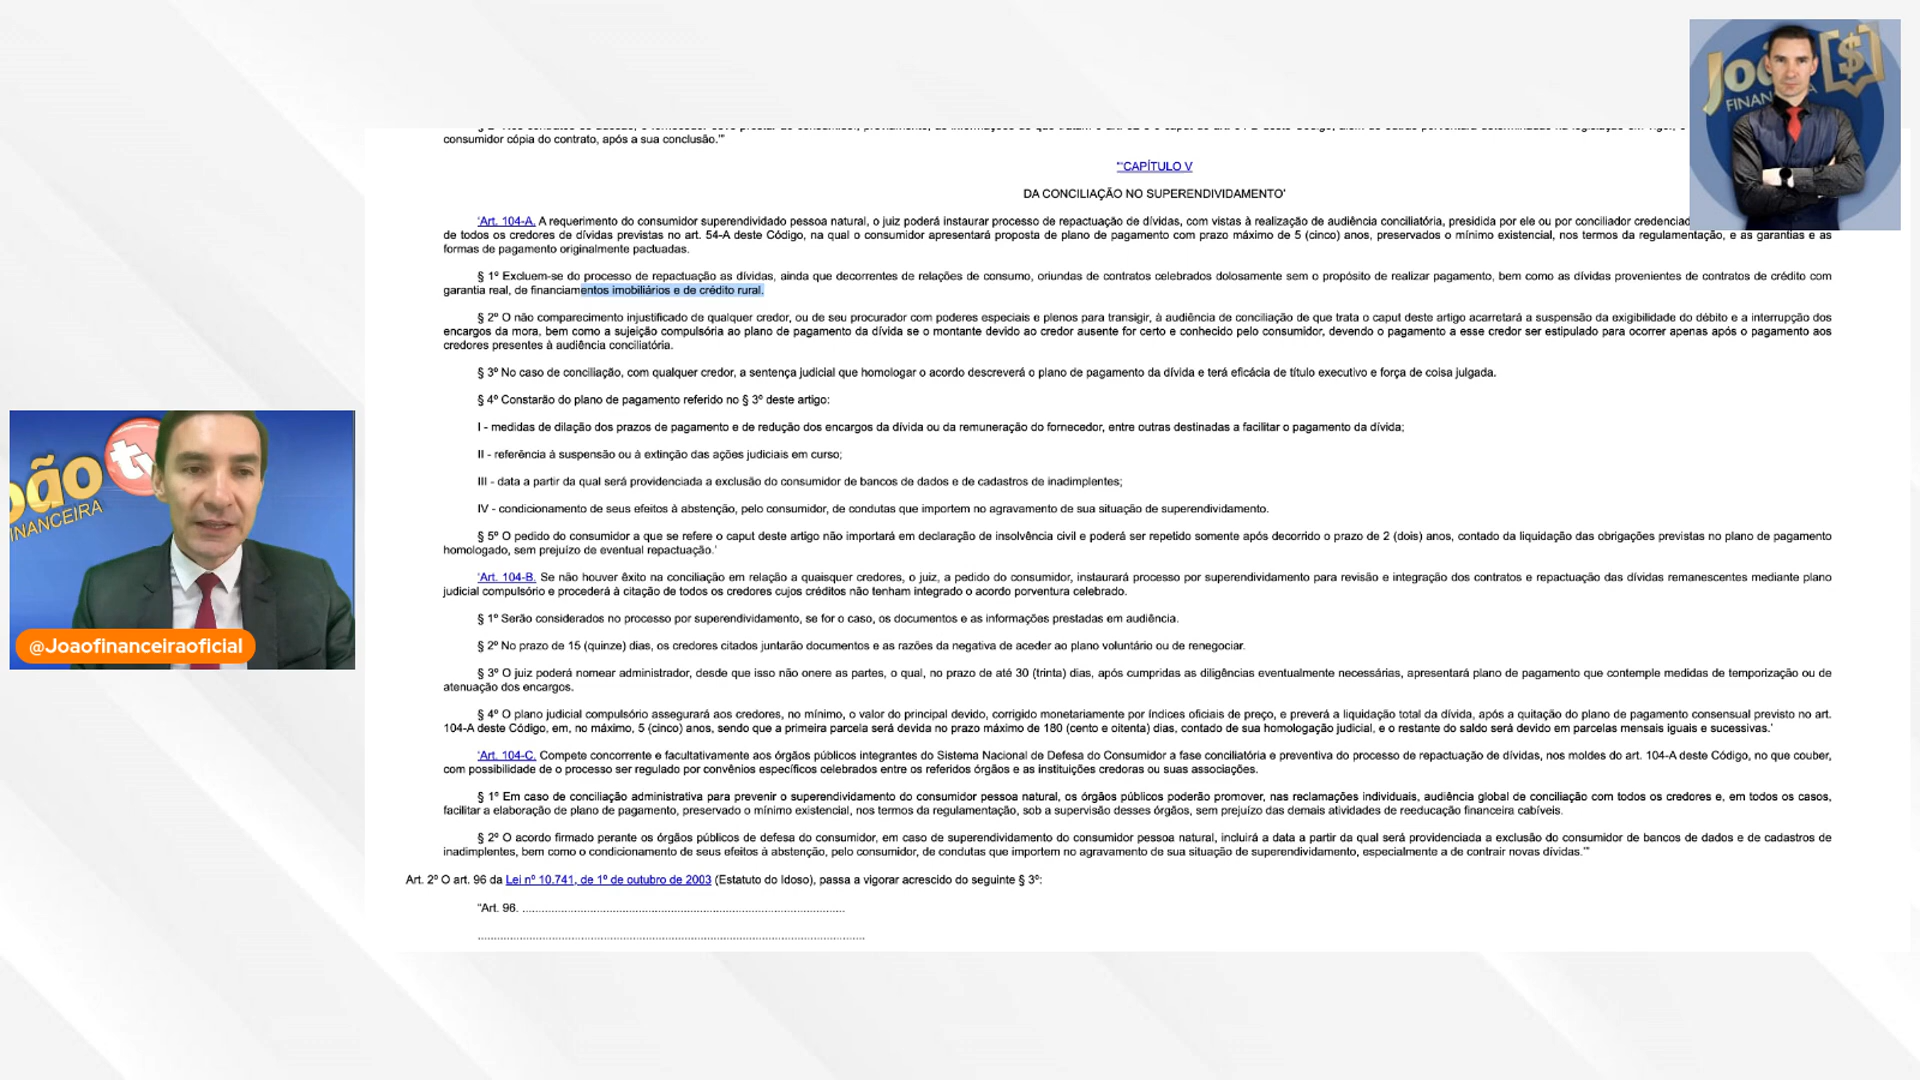 João $
FINAN RA
consumidor cópia do contrato, após a sua conclusão.’”
“‘CAPÍTULO V
DA CONCILIAÇÃO NO SUPERENDIVIDAMENTO’
‘Art. 104-A. A requerimento do consumidor superendividado pessoa natural, o juiz poderá instaurar processo de repactuação de dívidas, com vistas à realização de audiência conciliatória, presidida por ele ou por conciliador credenciad
de todos os credores de dívidas previstas no art. 54-A deste Código, na qual o consumidor apresentará proposta de plano de pagamento com prazo máximo de 5 (cinco) anos, preservados o mínimo existencial, nos termos da regulamentação, e as garantias e as
formas de pagamento originalmente pactuadas.
§ 1º Excluem-se do processo de repactuação as dívidas, ainda que decorrentes de relações de consumo, oriundas de contratos celebrados dolosamente sem o propósito de realizar pagamento, bem como as dívidas provenientes de contratos de crédito com
garantia real, de financiamentos imobiliários e de crédito rural.
§ 2º O não comparecimento injustificado de qualquer credor, ou de seu procurador com poderes especiais e plenos para transigir, à audiência de conciliação de que trata o caput deste artigo acarretará a suspensão da exigibilidade do débito e a interrupção dos
encargos da mora, bem como a sujeição compulsória ao plano de pagamento da dívida se o montante devido ao credor ausente for certo e conhecido pelo consumidor, devendo o pagamento a esse credor ser estipulado para ocorrer apenas após o pagamento aos
credores presentes à audiência conciliatória.
§ 3º No caso de conciliação, com qualquer credor, a sentença judicial que homologar o acordo descreverá o plano de pagamento da dívida e terá eficácia de título executivo e força de coisa julgada.
§ 4º Constarão do plano de pagamento referido no § 3º deste artigo:
I - medidas de dilação dos prazos de pagamento e de redução dos encargos da dívida ou da remuneração do fornecedor, entre outras destinadas a facilitar o pagamento da dívida;
II - referência à suspensão ou à extinção das ações judiciais em curso;
III - data a partir da qual será providenciada a exclusão do consumidor de bancos de dados e de cadastros de inadimplentes;
IV - condicionamento de seus efeitos à abstenção, pelo consumidor, de condutas que importem no agravamento de sua situação de superendividamento.
§ 5º O pedido do consumidor a que se refere o caput deste artigo não importará em declaração de insolvência civil e poderá ser repetido somente após decorrido o prazo de 2 (dois) anos, contado da liquidação das obrigações previstas no plano de pagamento
homologado, sem prejuízo de eventual repactuação.’
‘Art. 104-B. Se não houver êxito na conciliação em relação a quaisquer credores, o juiz, a pedido do consumidor, instaurará processo por superendividamento para revisão e integração dos contratos e repactuação das dívidas remanescentes mediante plano
judicial compulsório e procederá à citação de todos os credores cujos créditos não tenham integrado o acordo porventura celebrado.
§ 1º Serão considerados no processo por superendividamento, se for o caso, os documentos e as informações prestadas em audiência.
§ 2º No prazo de 15 (quinze) dias, os credores citados juntarão documentos e as razões da negativa de aceder ao plano voluntário ou de renegociar.
§ 3º O juiz poderá nomear administrador, desde que isso não onere as partes, o qual, no prazo de até 30 (trinta) dias, após cumpridas as diligências eventualmente necessárias, apresentará plano de pagamento que contemple medidas de temporização ou de
atenuação dos encargos.
§ 4º O plano judicial compulsório assegurará aos credores, no mínimo, o valor do principal devido, corrigido monetariamente por índices oficiais de preço, e preverá a liquidação total da dívida, após a quitação do plano de pagamento consensual previsto no art.
104-A deste Código, em, no máximo, 5 (cinco) anos, sendo que a primeira parcela será devida no prazo máximo de 180 (cento e oitenta) dias, contado de sua homologação judicial, e o restante do saldo será devido em parcelas mensais iguais e sucessivas.’
‘Art. 104-C. Compete concorrente e facultativamente aos órgãos públicos integrantes do Sistema Nacional de Defesa do Consumidor a fase conciliatória e preventiva do processo de repactuação de dívidas, nos moldes do art. 104-A deste Código, no que couber,
com possibilidade de o processo ser regulado por convênios específicos celebrados entre os referidos órgãos e as instituições credoras ou suas associações.
§ 1º Em caso de conciliação administrativa para prevenir o superendividamento do consumidor pessoa natural, os órgãos públicos poderão promover, nas reclamações individuais, audiência global de conciliação com todos os credores e, em todos os casos,
facilitar a elaboração de plano de pagamento, preservado o mínimo existencial, nos termos da regulamentação, sob a supervisão desses órgãos, sem prejuízo das demais atividades de reeducação financeira cabíveis.
§ 2º O acordo firmado perante os órgãos públicos de defesa do consumidor, em caso de superendividamento do consumidor pessoa natural, incluirá a data a partir da qual será providenciada a exclusão do consumidor de bancos de dados e de cadastros de
inadimplentes, bem como o condicionamento de seus efeitos à abstenção, pelo consumidor, de condutas que importem no agravamento de sua situação de superendividamento, especialmente a de contrair novas dívidas.’”
Art. 2º O art. 96 da Lei nº 10.741, de 1º de outubro de 2003 (Estatuto do Idoso), passa a vigorar acrescido do seguinte § 3º:
“Art. 96. ..........
..........
oão tv
INANCEIRA
@Joaofinanceiraoficial